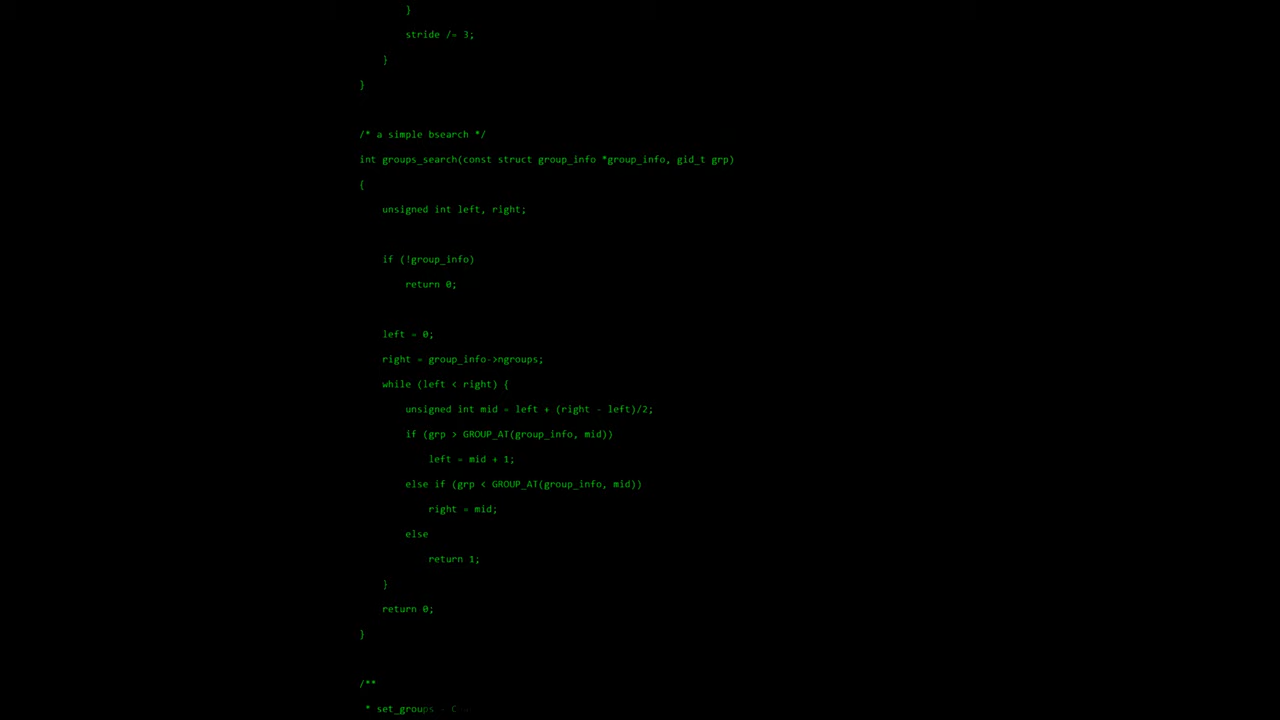 }
stride /= 3;
}
}
/* a simple bsearch */
int groups_search(const struct group_info *group_info, gid_t grp)
{
unsigned int left, right;
if (!group_info)
return 0;
left = 0;
right = group_info->ngroups;
while (left < right) {
unsigned int mid = left + (right - left)/2;
if (grp > GROUP_AT(group_info, mid))
left = mid + 1;
else if (grp < GROUP_AT(group_info, mid))
right = mid;
else
return 1;
}
return 0;
}
/**
* set_groups - C